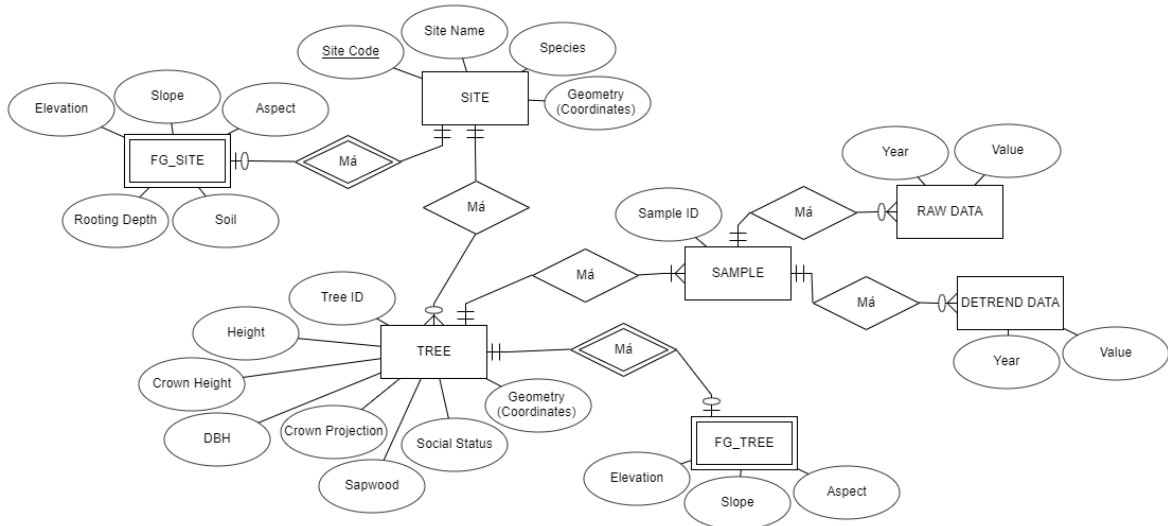 Site Name
Site Code
Species
SITE
Geometry
(Coordinates)
Slope
Elevation
Aspect
FG_SITE
Má
Rooting Depth
Soil
Má
Year
Value
Má
RAW DATA
Sample ID
SAMPLE
Má
Má
DETREND DATA
Year
Value
Tree ID
Height
TREE
Má
Crown Height
Geometry
(Coordinates)
DBH
Crown Projection
Social Status
Sapwood
FG_TREE
Elevation
Slope
Aspect